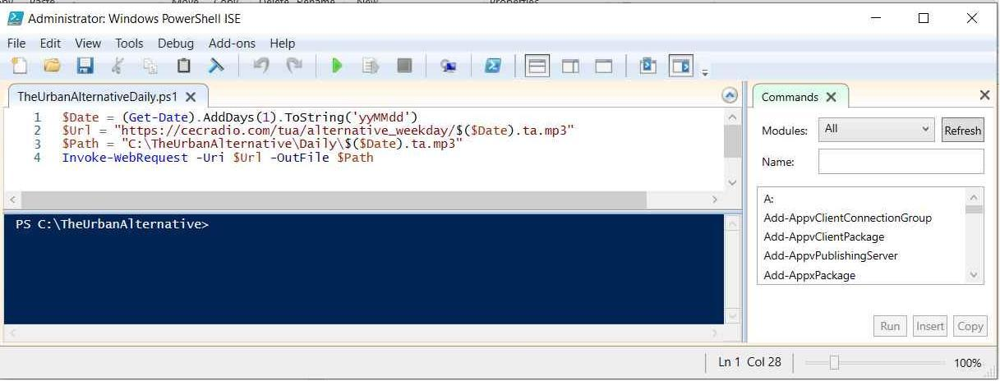 Administrator: Windows PowerShell ISE
File Edit View Tools Debug Add-ons Help
TheUrbanAlternativeDaily.ps1
1 $Date = (Get-Date).AddDays(1).ToString('yyMMdd')
2 $Url = "https://cecradio.com/tua/alternative_weekday/$($Date).ta.mp3"
3 $Path = "C:\TheUrbanAlternative\Daily\$($Date).ta.mp3"
4 Invoke-WebRequest -Uri $Url -OutFile $Path
PS C:\TheUrbanAlternative>
Commands
Modules: All Refresh
Name:
A:
Add-AppvClientConnectionGroup
Add-AppvClientPackage
Add-AppvPublishingServer
Add-AppxPackage
Run Insert Copy
Ln 1 Col 28 100%